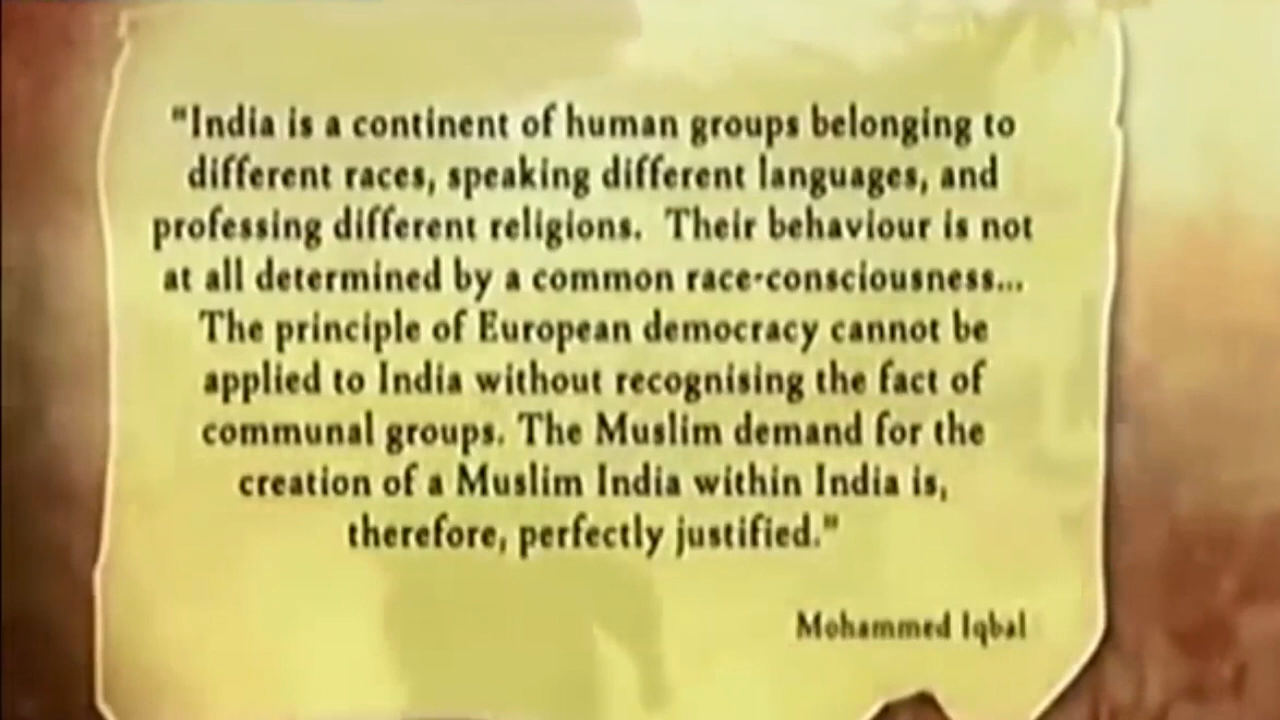 "India is a continent of human groups belonging to
different races, speaking different languages, and
professing different religions.  Their behaviour is not
at all determined by a common race-consciousness...
The principle of European democracy cannot be
applied to India without recognising the fact of
communal groups. The Muslim demand for the
creation of a Muslim India within India is,
therefore, perfectly justified."
Mohammed Iqbal